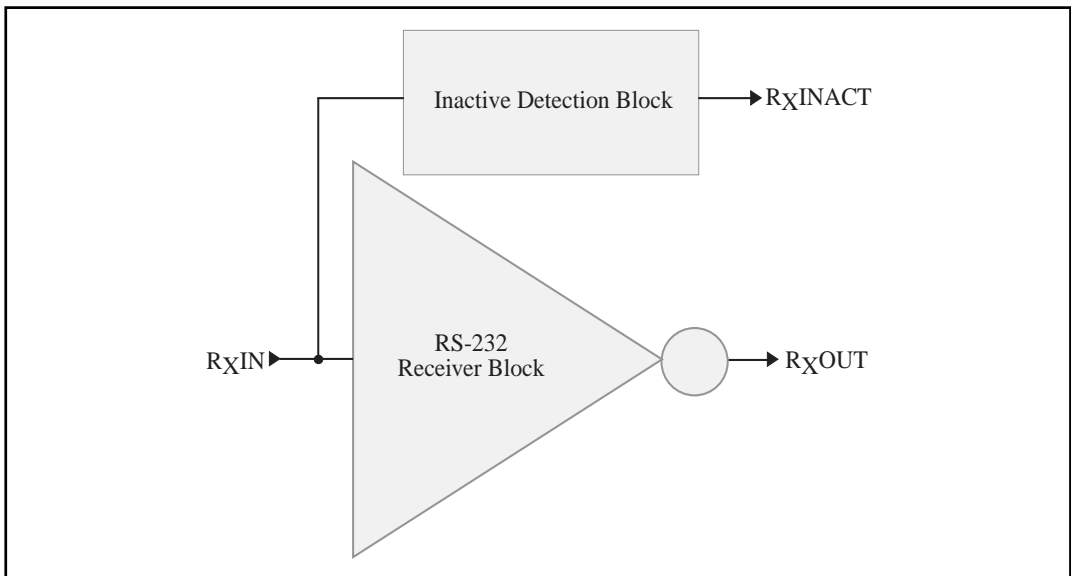 Inactive Detection Block
RXINACT
RXIN
RS-232
Receiver Block
RXOUT